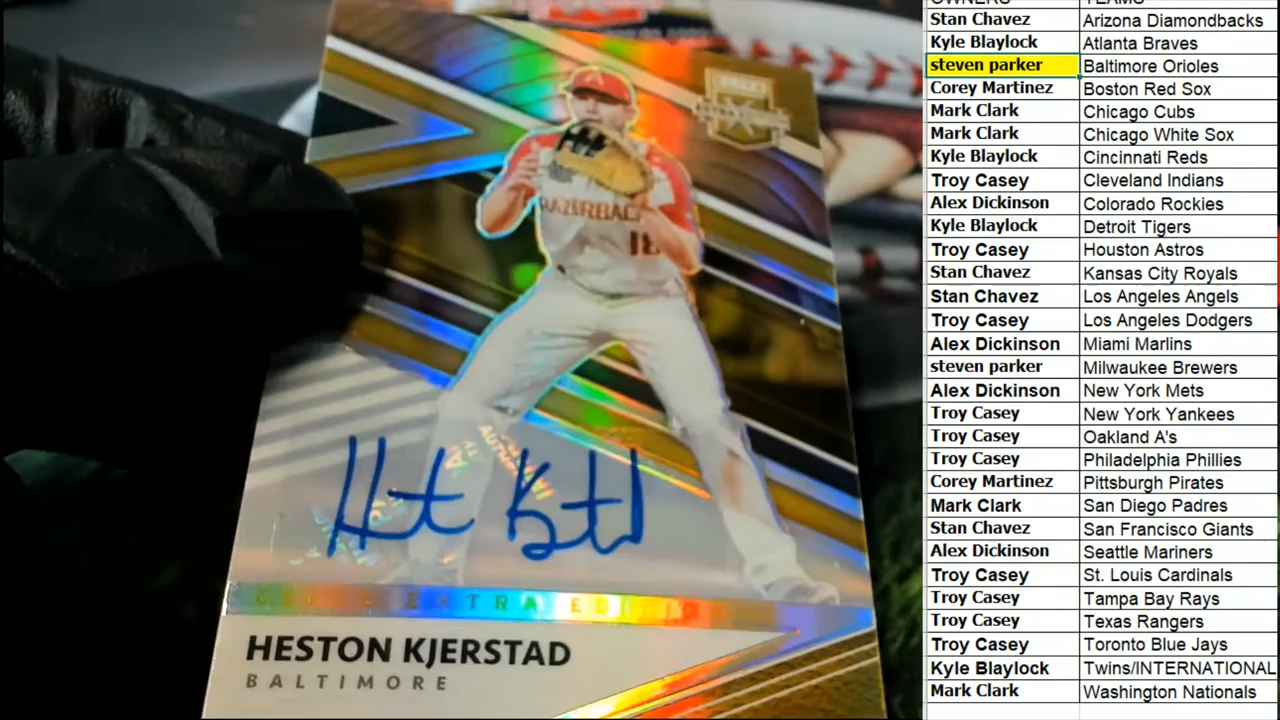 A
RAZORBAC
18
Heston Kjerstad
EXTRA EDITIO
HESTON KJERSTAD
BALTIMORE
OWNERS TEAMS
Stan Chavez Arizona Diamondbacks
Kyle Blaylock Atlanta Braves
steven parker Baltimore Orioles
Corey Martinez Boston Red Sox
Mark Clark Chicago Cubs
Mark Clark Chicago White Sox
Kyle Blaylock Cincinnati Reds
Troy Casey Cleveland Indians
Alex Dickinson Colorado Rockies
Kyle Blaylock Detroit Tigers
Troy Casey Houston Astros
Stan Chavez Kansas City Royals
Stan Chavez Los Angeles Angels
Troy Casey Los Angeles Dodgers
Alex Dickinson Miami Marlins
steven parker Milwaukee Brewers
Alex Dickinson New York Mets
Troy Casey New York Yankees
Troy Casey Oakland A's
Troy Casey Philadelphia Phillies
Corey Martinez Pittsburgh Pirates
Mark Clark San Diego Padres
Stan Chavez San Francisco Giants
Alex Dickinson Seattle Mariners
Troy Casey St. Louis Cardinals
Troy Casey Tampa Bay Rays
Troy Casey Texas Rangers
Troy Casey Toronto Blue Jays
Kyle Blaylock Twins/INTERNATIONAL
Mark Clark Washington Nationals